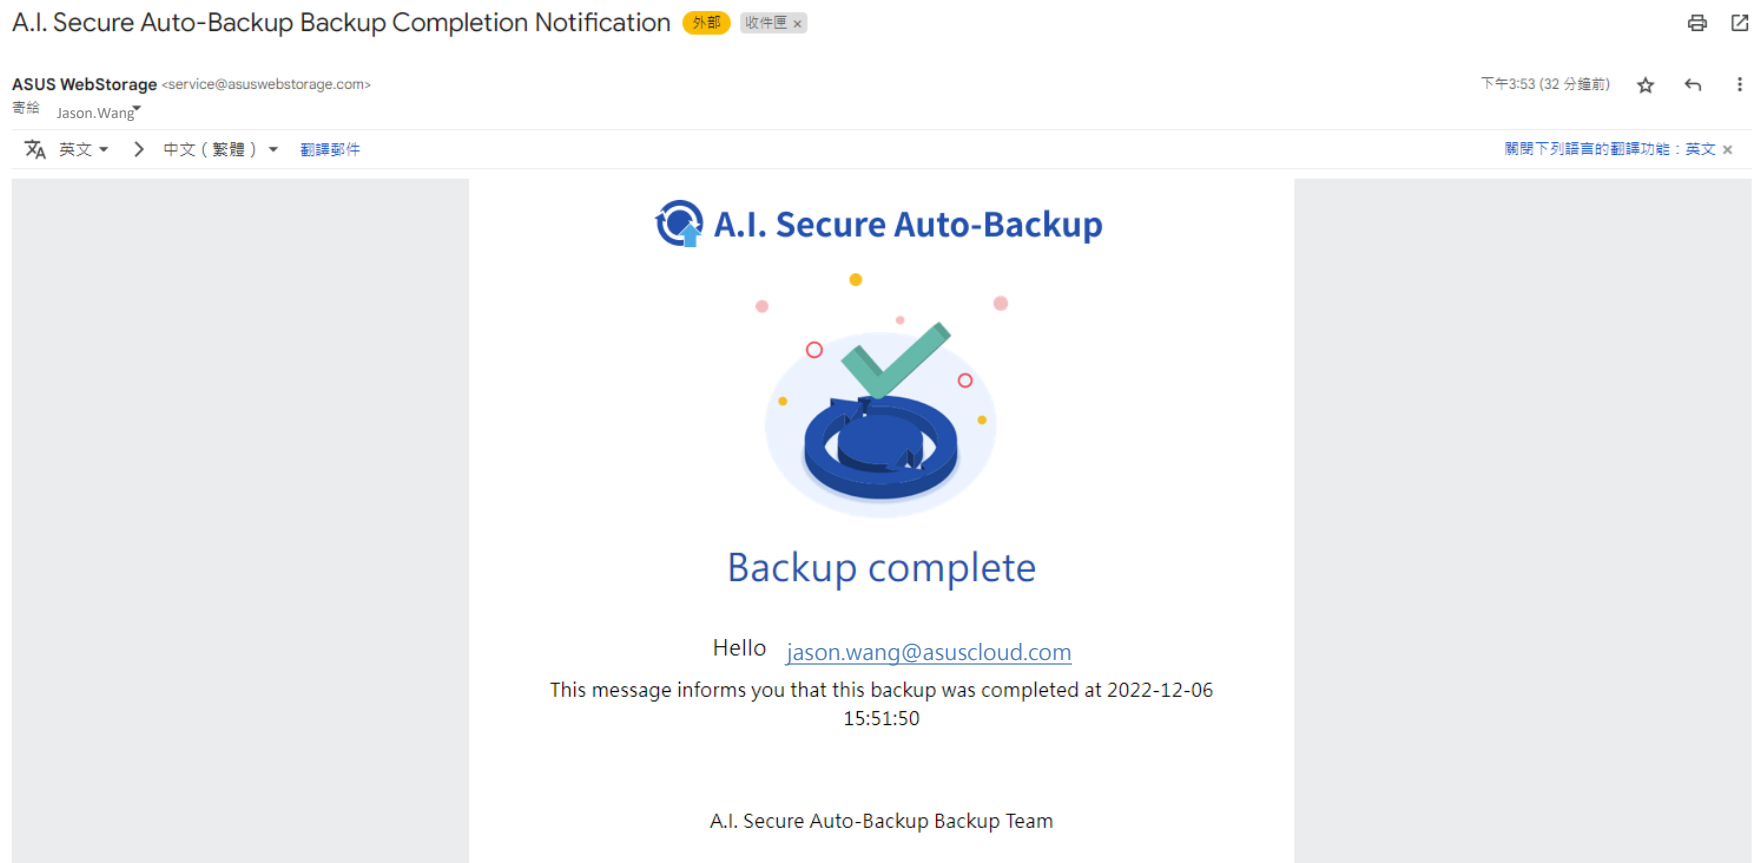 A.I. Secure Auto-Backup Backup Completion Notification 外部 收件匣 ×
ASUS WebStorage <service@asuswebstorage.com> 下午3:53 (32 分鐘前)
寄給 Jason.Wang
英文 中文（繁體） 翻譯郵件 關閉下列語言的翻譯功能：英文 ×
A.I. Secure Auto-Backup
Backup complete
Hello jason.wang@asuscloud.com
This message informs you that this backup was completed at 2022-12-06
15:51:50
A.I. Secure Auto-Backup Backup Team